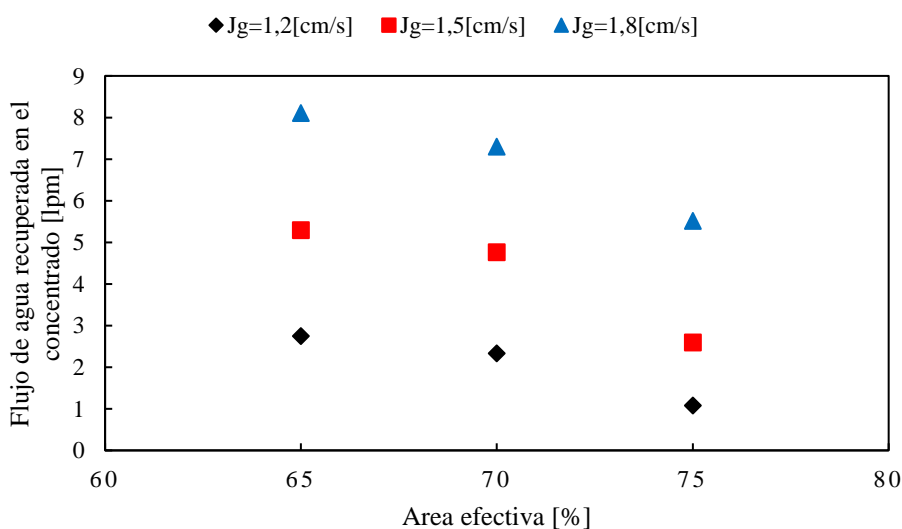 Jg=1,2[cm/s] Jg=1,5[cm/s] Jg=1,8[cm/s]
Flujo de agua recuperada en el
concentrado [lpm]
9
8
7
6
5
4
3
2
1
0
60 65 70 75 80
Area efectiva [%]